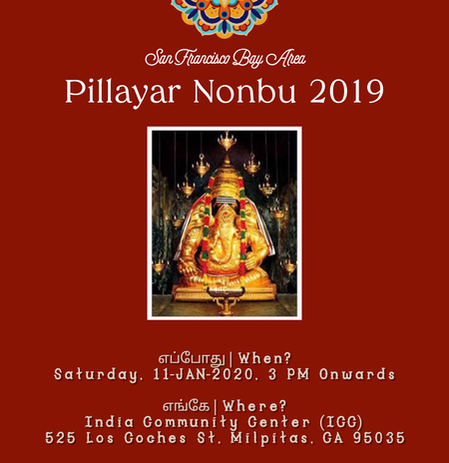 San Francisco Bay Area
Pillayar Nonbu 2019
எப்போது | When?
Saturday, 11-JAN-2020, 3 PM Onwards
எங்கே | Where?
India Community Center (ICC)
525 Los Coches St, Milpitas, CA 95035